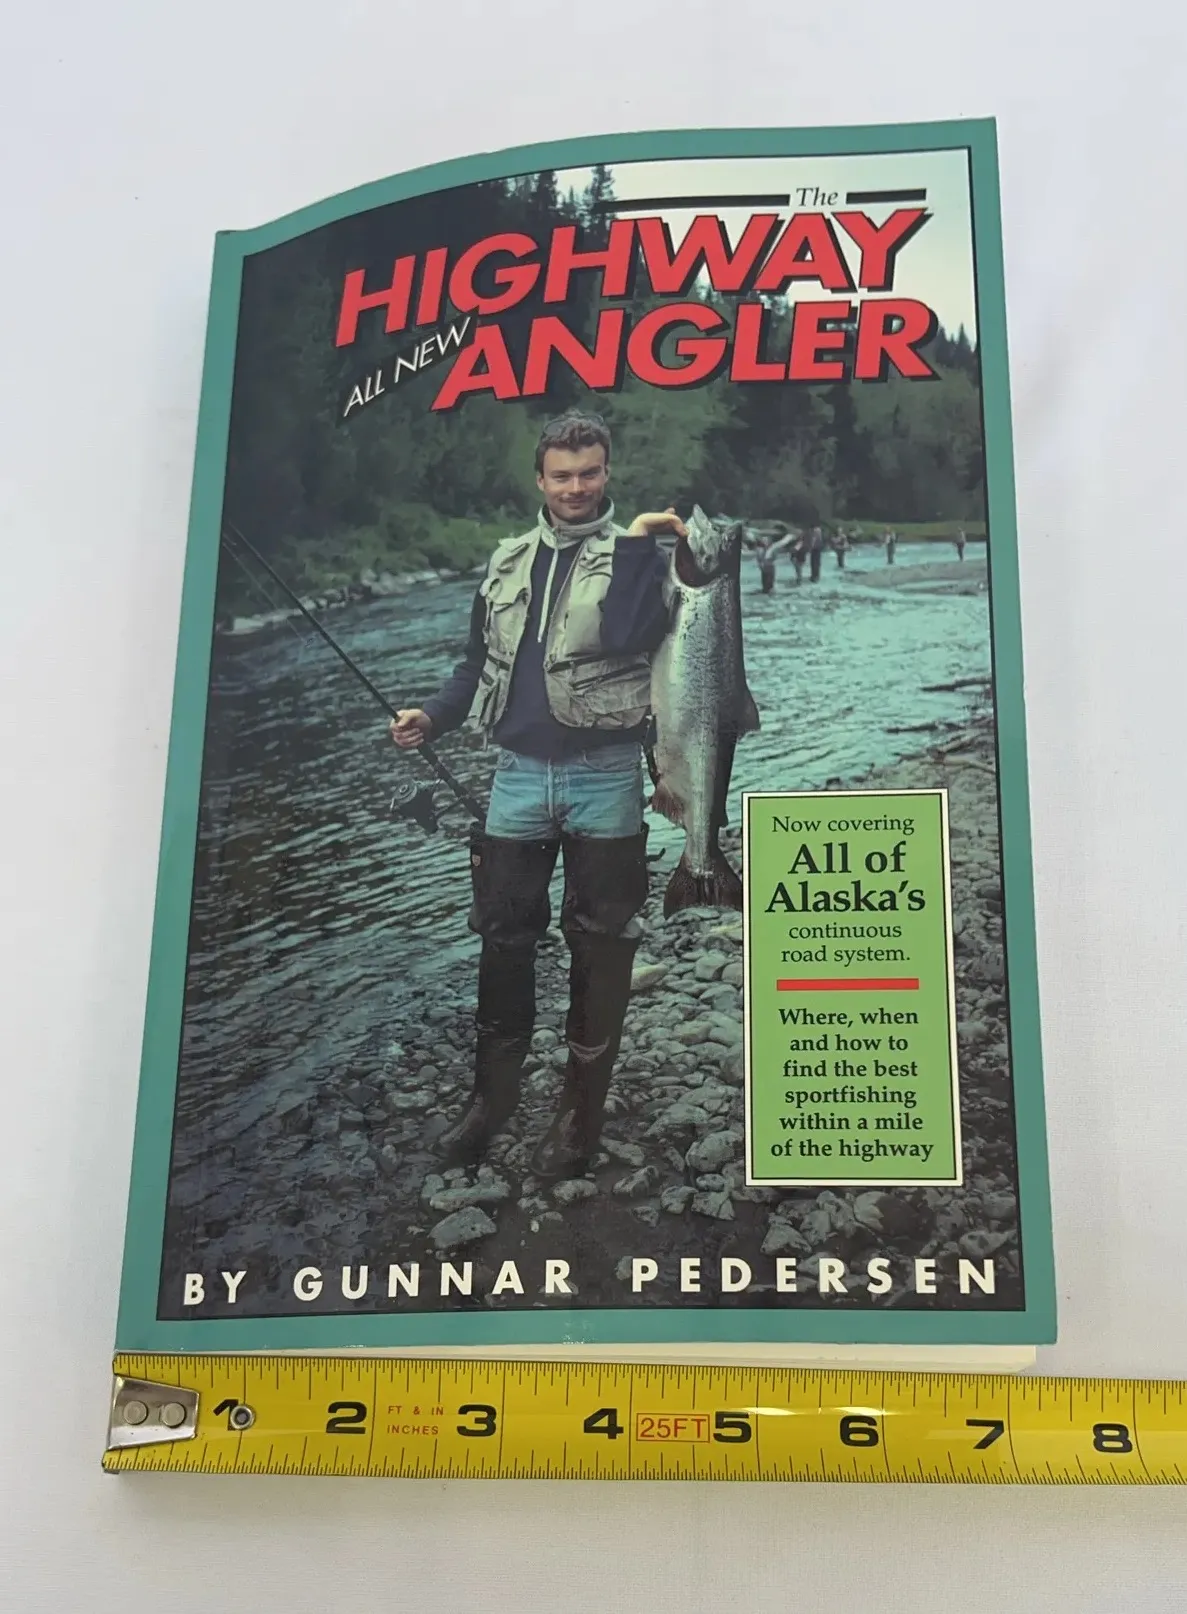 The
HIGHWAY
ALL NEW
ANGLER
Now covering
All of
Alaska's
continuous
road system.
Where, when
and how to
find the best
sportfishing
within a mile
of the highway
BY GUNNAR PEDERSEN
1 2 FT & IN 3 4 25FT 5 6 7 8
INCHES